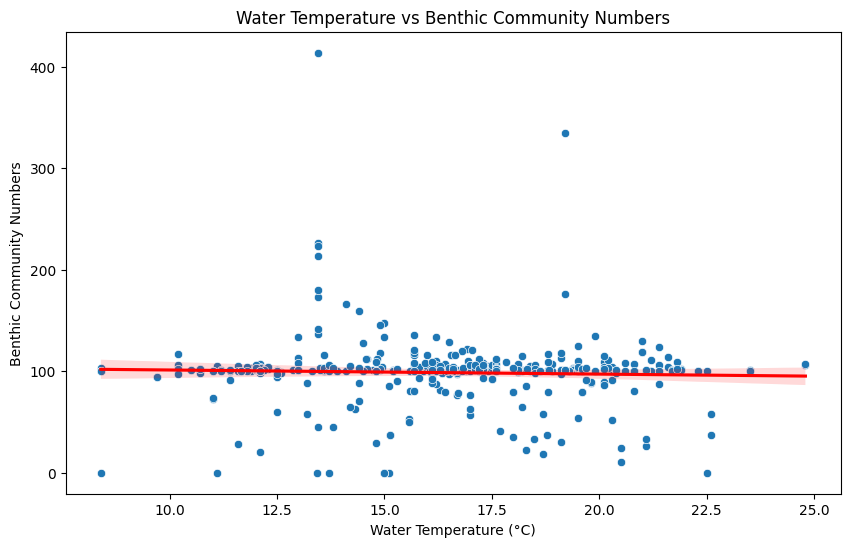 Water Temperature vs Benthic Community Numbers
Benthic Community Numbers
400
300
200
100
0
10.0 12.5 15.0 17.5 20.0 22.5 25.0
Water Temperature (°C)